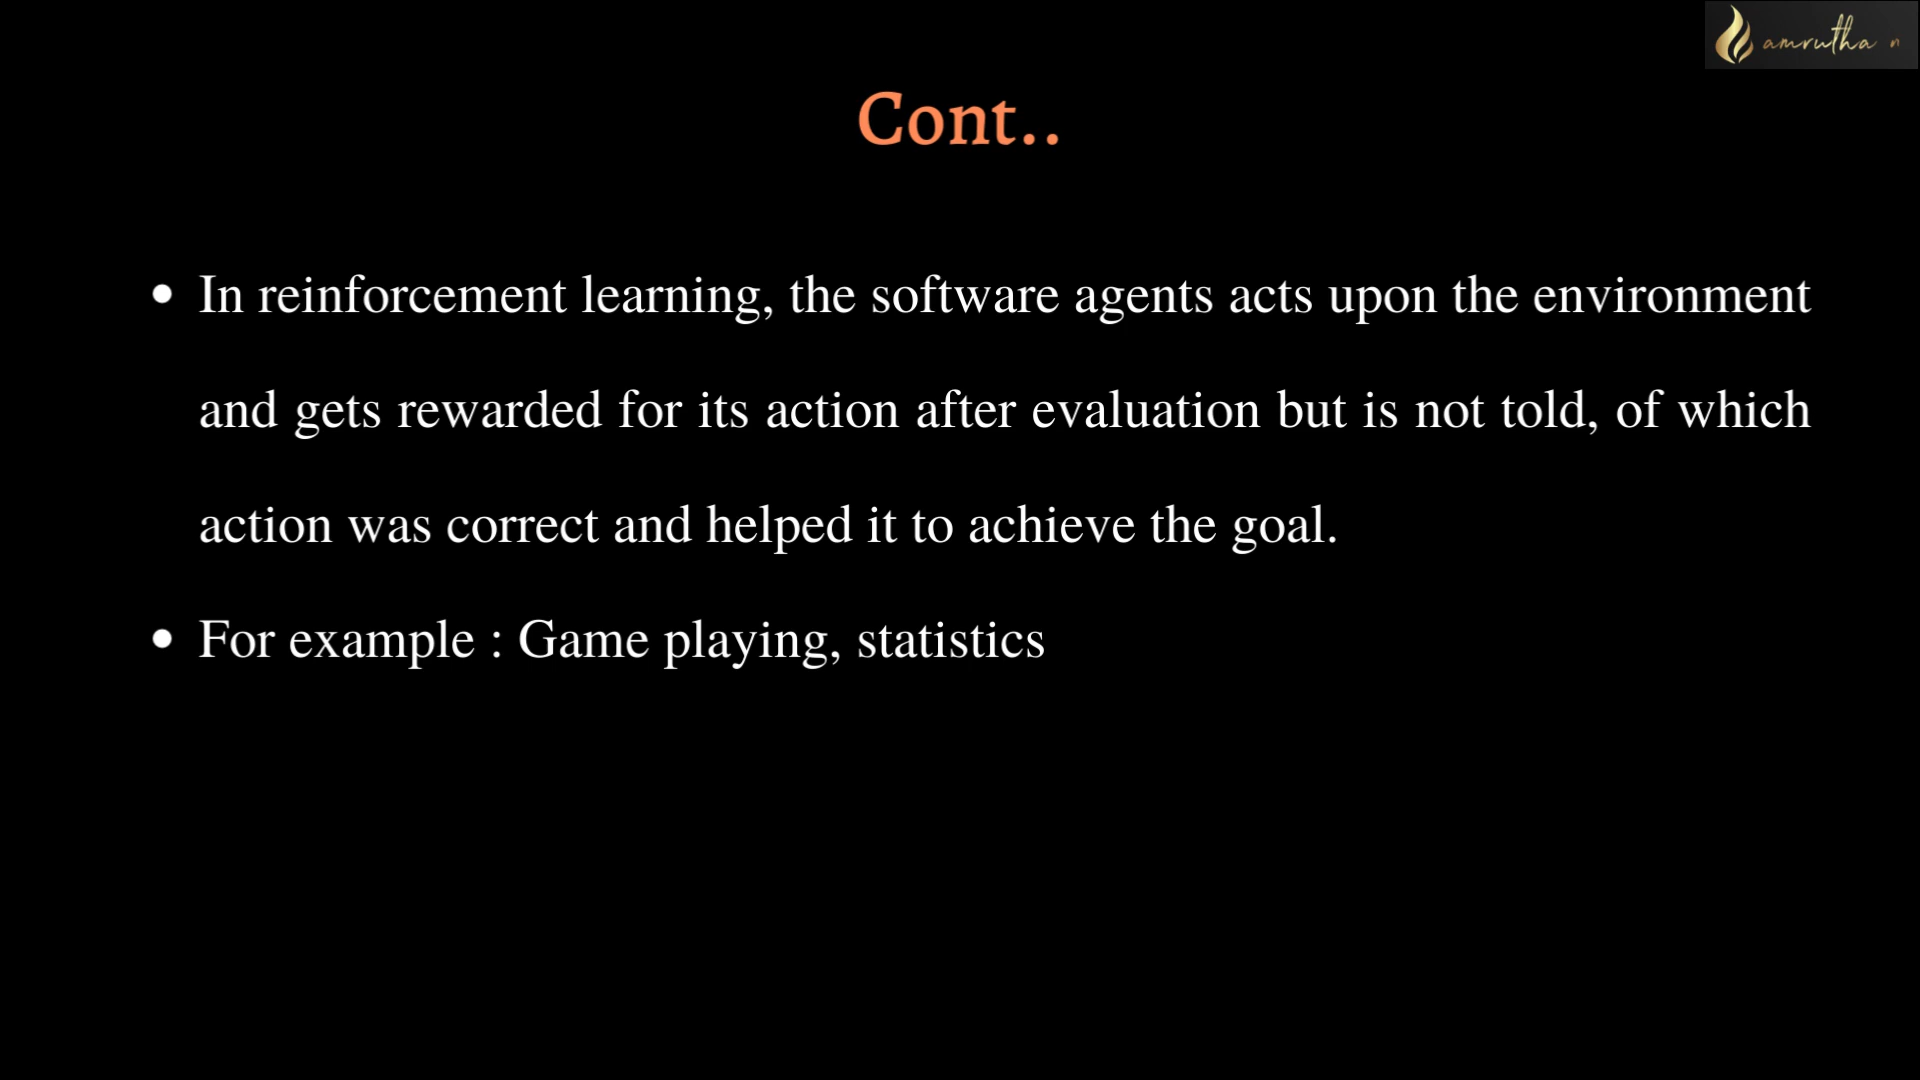 amrutha n
Cont..
• In reinforcement learning, the software agents acts upon the environment
and gets rewarded for its action after evaluation but is not told, of which
action was correct and helped it to achieve the goal.
• For example : Game playing, statistics